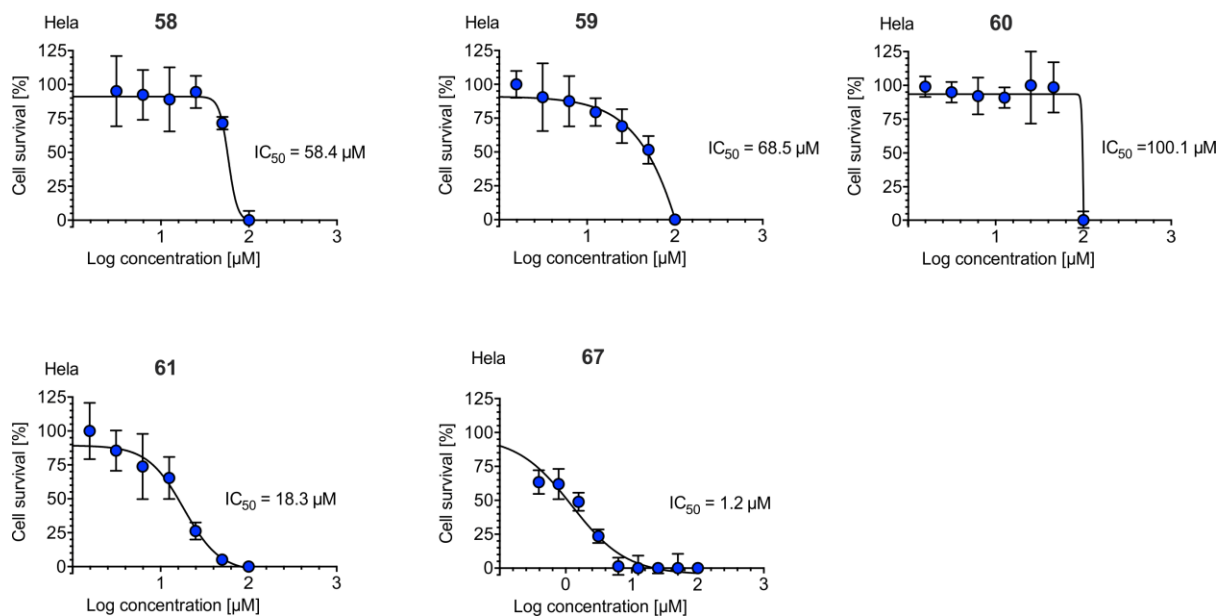 Hela 58
125
100
75
50
25
0
Cell survival [%]
IC50 = 58.4 µM
1 2 3
Log concentration [µM]
Hela 59
125
100
75
50
25
0
Cell survival [%]
IC50 = 68.5 µM
1 2 3
Log concentration [µM]
Hela 60
125
100
75
50
25
0
Cell survival [%]
IC50 =100.1 µM
1 2 3
Log concentration [µM]
Hela 61
125
100
75
50
25
0
Cell survival [%]
IC50 = 18.3 µM
1 2 3
Log concentration [µM]
Hela 67
125
100
75
50
25
0
Cell survival [%]
IC50 = 1.2 µM
0 1 2 3
Log concentration [µM]